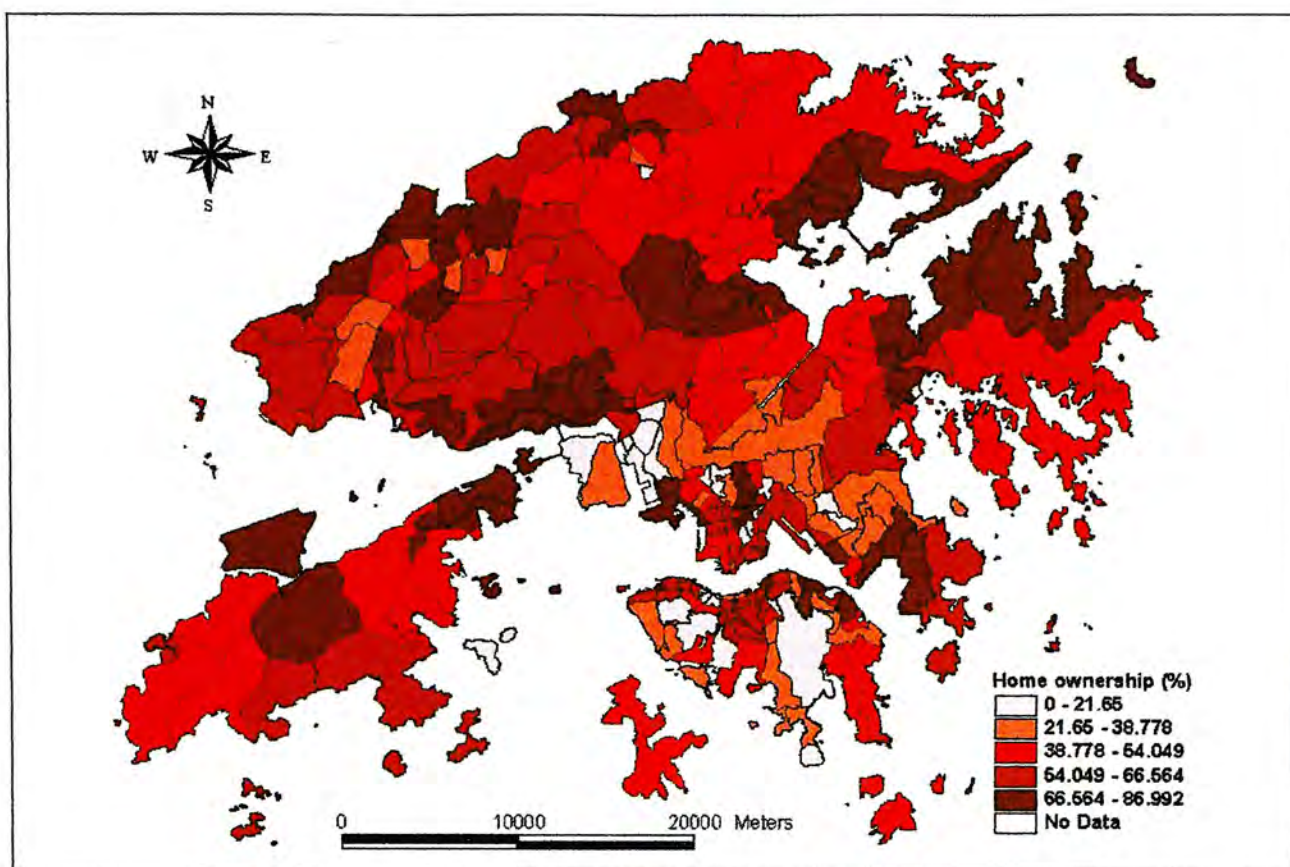 N
W E
S
Home ownership (%)
0 - 21.65
21.65 - 38.778
38.778 - 54.049
54.049 - 66.564
66.564 - 86.992
No Data
0 10000 20000 Meters